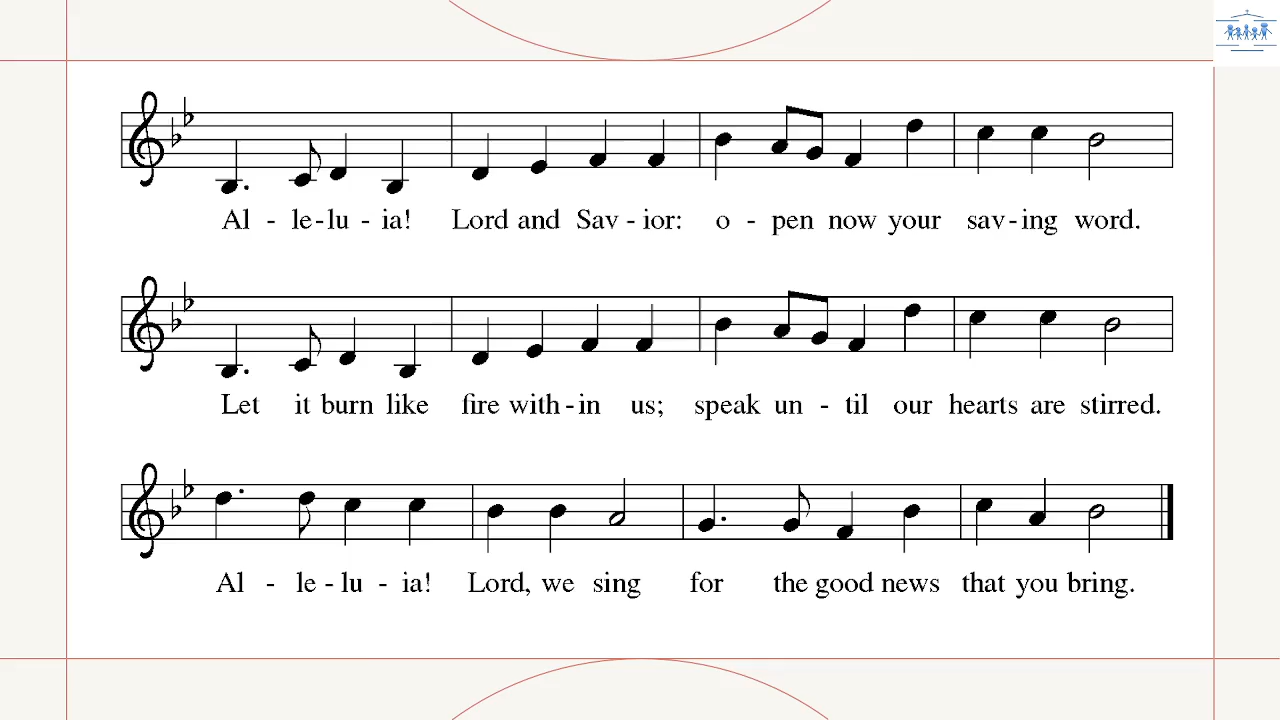 Al - le - lu - ia! Lord and Sav - ior: o - pen now your sav - ing word.
Let it burn like fire with - in us; speak un - til our hearts are stirred.
Al - le - lu - ia! Lord, we sing for the good news that you bring.